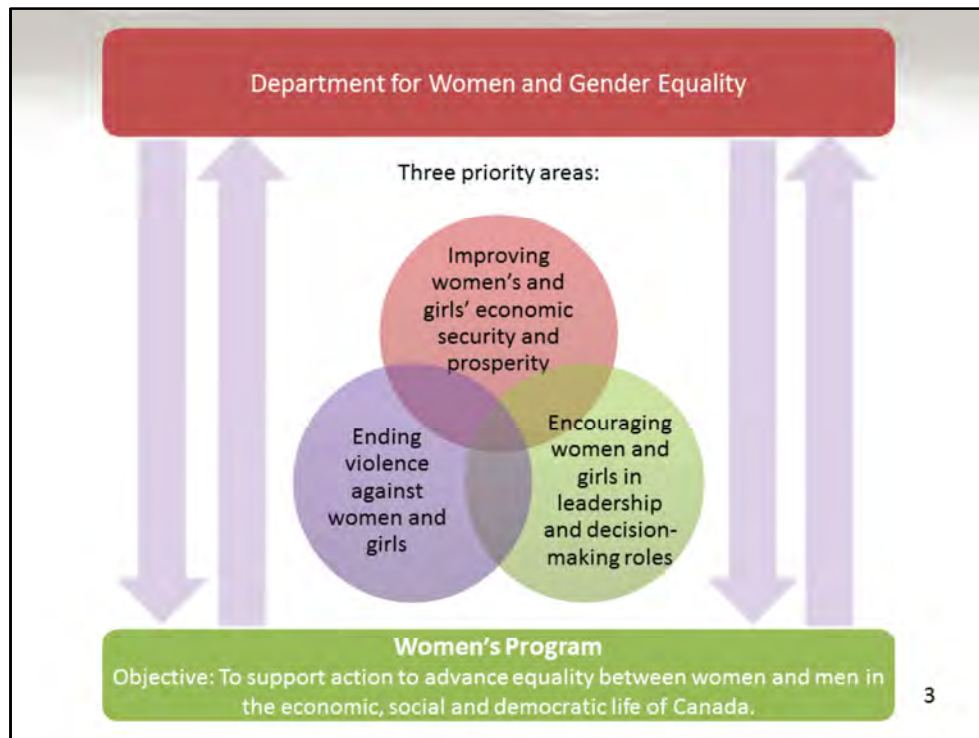 Department for Women and Gender Equality
Three priority areas:
Improving
women's and
girls' economic
security and
prosperity
Ending
violence
against
women and
girls
Encouraging
women and
girls in
leadership
and decision-
making roles
Women's Program
Objective: To support action to advance equality between women and men in
the economic, social and democratic life of Canada.
3